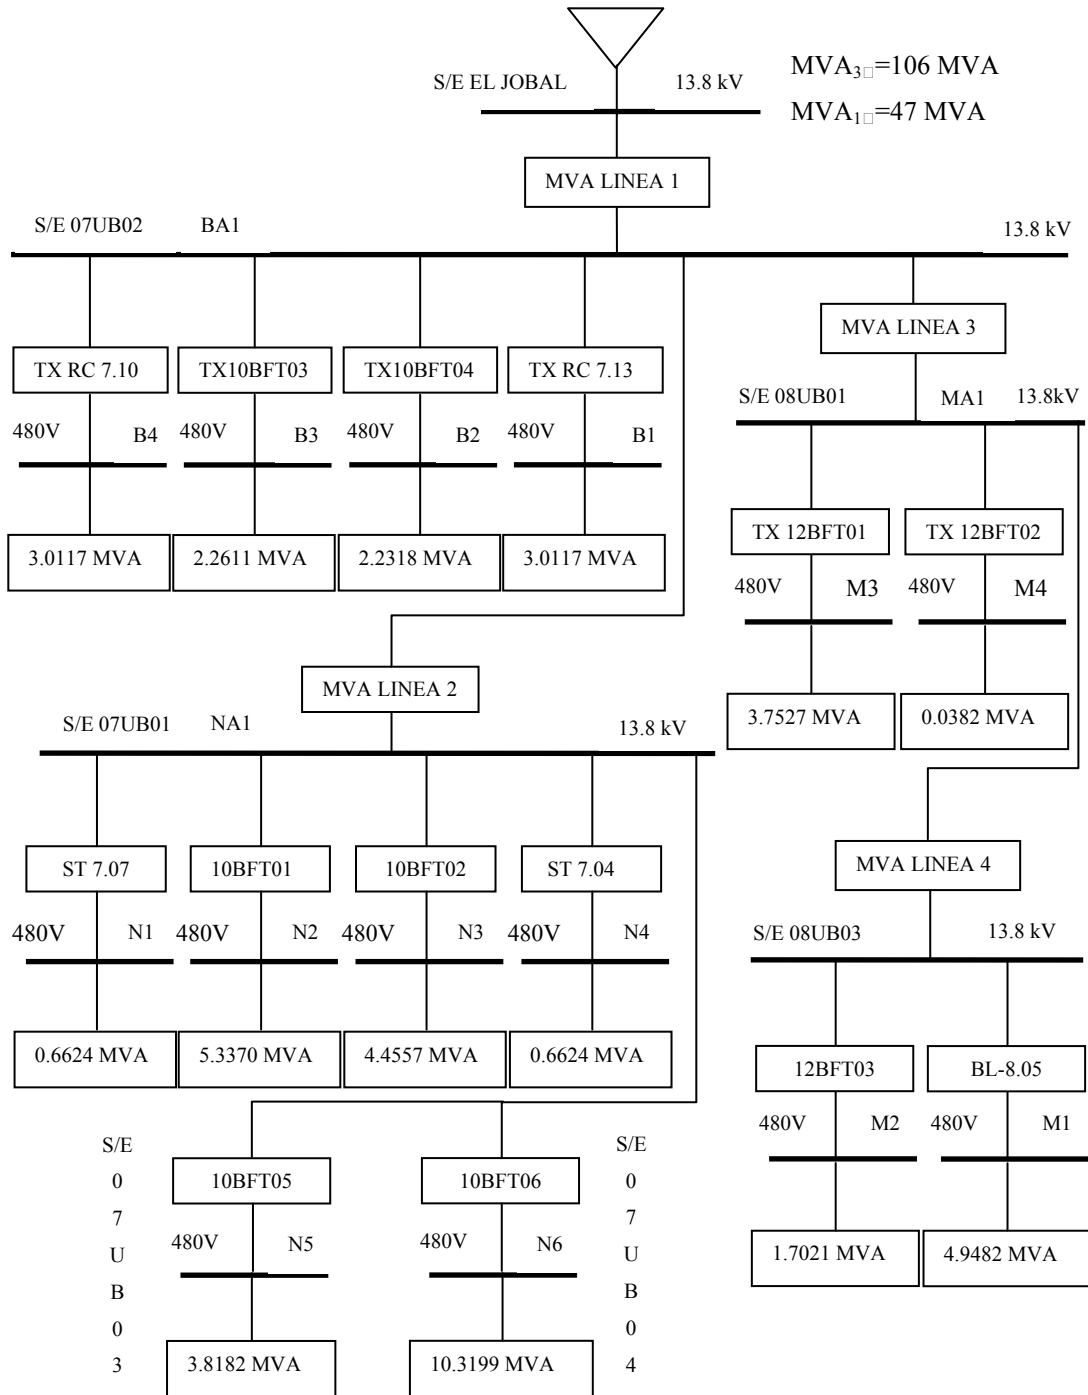 S/E EL JOBAL 13.8 kV
MVA3□=106 MVA
MVA1□=47 MVA
MVA LINEA 1
S/E 07UB02 BA1 13.8 kV
MVA LINEA 3
TX RC 7.10 TX10BFT03 TX10BFT04 TX RC 7.13
S/E 08UB01 MA1 13.8kV
480V B4 480V B3 480V B2 480V B1
TX 12BFT01 TX 12BFT02
3.0117 MVA 2.2611 MVA 2.2318 MVA 3.0117 MVA
480V M3 480V M4
MVA LINEA 2
3.7527 MVA 0.0382 MVA
S/E 07UB01 NA1 13.8 kV
ST 7.07 10BFT01 10BFT02 ST 7.04
MVA LINEA 4
480V N1 480V N2 480V N3 480V N4
S/E 08UB03 13.8 kV
0.6624 MVA 5.3370 MVA 4.4557 MVA 0.6624 MVA
12BFT03 BL-8.05
480V M2 480V M1
S/E
0
7
U
B
0
3
10BFT05 10BFT06
480V N5 480V N6
3.8182 MVA 10.3199 MVA
S/E
0
7
U
B
0
4
1.7021 MVA 4.9482 MVA